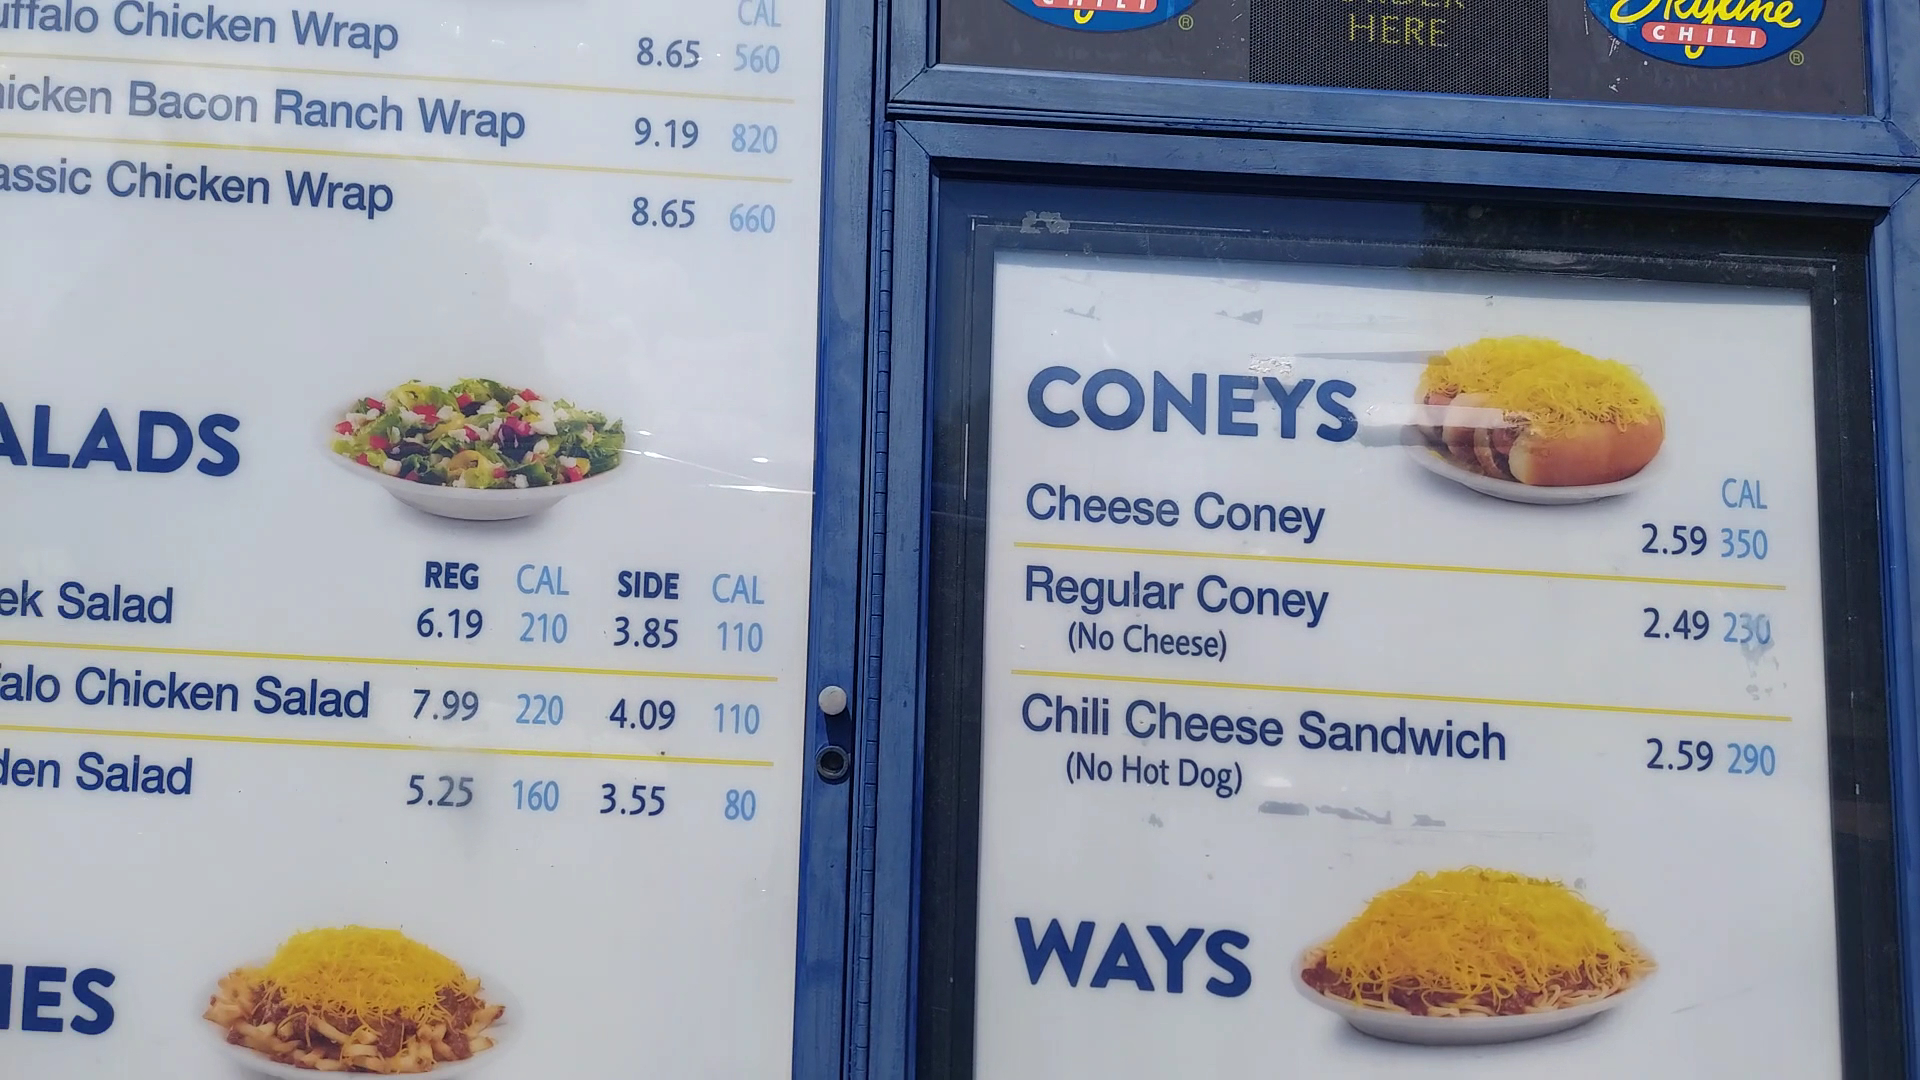 CAL
uffalo Chicken Wrap 8.65 560
hicken Bacon Ranch Wrap 9.19 820
assic Chicken Wrap 8.65 660
ALADS
REG CAL SIDE CAL
ek Salad 6.19 210 3.85 110
falo Chicken Salad 7.99 220 4.09 110
den Salad 5.25 160 3.55 80
IES
CHILI ®
HERE
Skyline
CHILI ®
CONEYS
CAL
Cheese Coney 2.59 350
Regular Coney 2.49 230
(No Cheese)
Chili Cheese Sandwich 2.59 290
(No Hot Dog)
WAYS